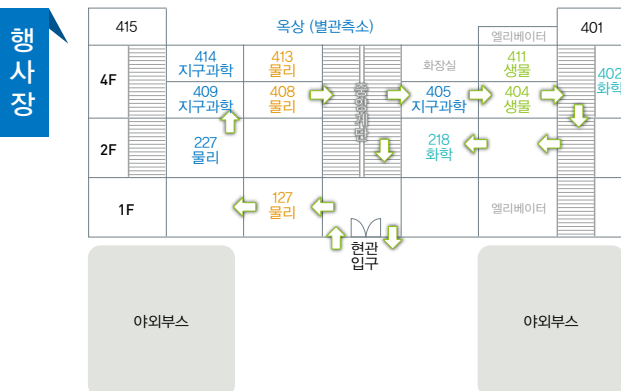 행사장
415
옥상 (별관측소)
엘리베이터
401
4F
414
지구과학
413
물리
화장실
411
생물
402
화학
409
지구과학
408
물리
중앙계단
405
지구과학
404
생물
2F
227
물리
218
화학
1F
127
물리
엘리베이터
현관
입구
야외부스
야외부스